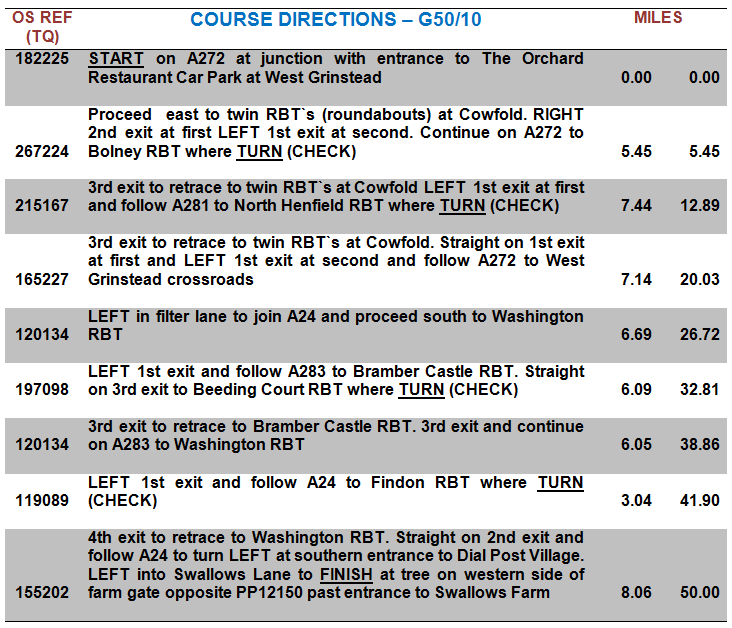 OS REF COURSE DIRECTIONS – G50/10 MILES
(TQ)
182225 START on A272 at junction with entrance to The Orchard
Restaurant Car Park at West Grinstead 0.00 0.00
Proceed east to twin RBT`s (roundabouts) at Cowfold. RIGHT
2nd exit at first LEFT 1st exit at second. Continue on A272 to
267224 Bolney RBT where TURN (CHECK) 5.45 5.45
3rd exit to retrace to twin RBT`s at Cowfold LEFT 1st exit at first
215167 and follow A281 to North Henfield RBT where TURN (CHECK) 7.44 12.89
3rd exit to retrace to twin RBT`s at Cowfold. Straight on 1st exit
at first and LEFT 1st exit at second and follow A272 to West
165227 Grinstead crossroads 7.14 20.03
LEFT in filter lane to join A24 and proceed south to Washington
120134 RBT 6.69 26.72
LEFT 1st exit and follow A283 to Bramber Castle RBT. Straight
197098 on 3rd exit to Beeding Court RBT where TURN (CHECK) 6.09 32.81
3rd exit to retrace to Bramber Castle RBT. 3rd exit and continue
120134 on A283 to Washington RBT 6.05 38.86
LEFT 1st exit and follow A24 to Findon RBT where TURN
119089 (CHECK) 3.04 41.90
4th exit to retrace to Washington RBT. Straight on 2nd exit and
follow A24 to turn LEFT at southern entrance to Dial Post Village.
LEFT into Swallows Lane to FINISH at tree on western side of
155202 farm gate opposite PP12150 past entrance to Swallows Farm 8.06 50.00